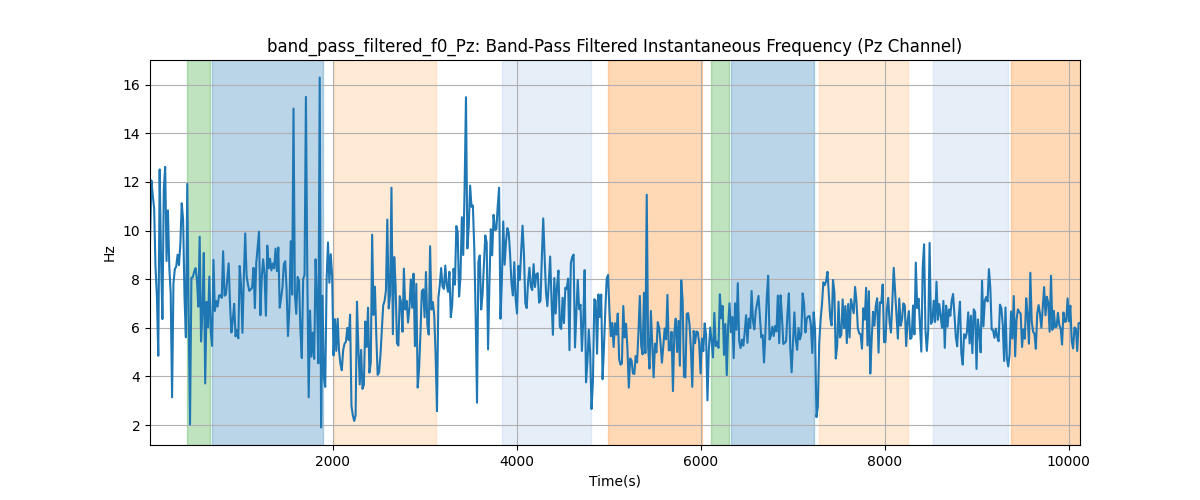 band_pass_filtered_f0_Pz: Band-Pass Filtered Instantaneous Frequency (Pz Channel)
16
14
12
10
8
6
4
2
Hz
2000 4000 6000 8000 10000
Time(s)